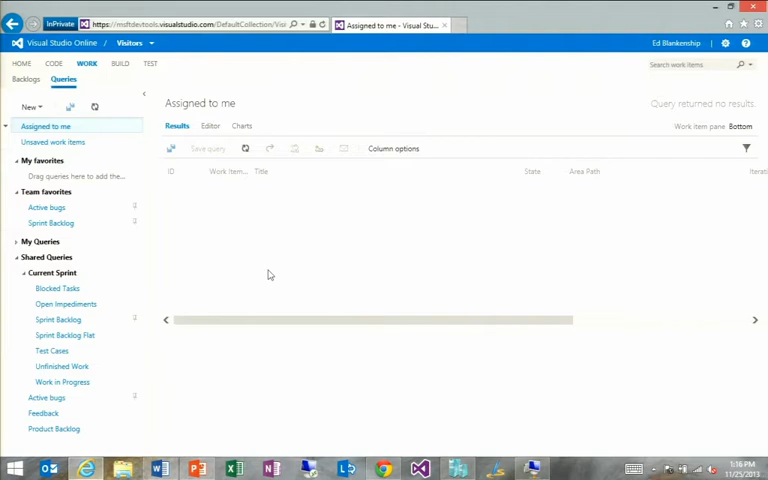 InPrivate https://msftdevtools.visualstudio.com/DefaultCollection/Visi Assigned to me - Visual Stu...
Visual Studio Online / Visitors Ed Blankenship
HOME CODE WORK BUILD TEST Search work items
Backlogs Queries
New
Assigned to me
Unsaved work items
My favorites
Drag queries here to add the...
Team favorites
Active bugs
Sprint Backlog
My Queries
Shared Queries
Current Sprint
Blocked Tasks
Open Impediments
Sprint Backlog
Sprint Backlog Flat
Test Cases
Unfinished Work
Work in Progress
Active bugs
Feedback
Product Backlog
Assigned to me Query returned no results.
Results Editor Charts Work item pane Bottom
Save query Column options
ID Work Item... Title State Area Path Iterati
1:16 PM
11/25/2013